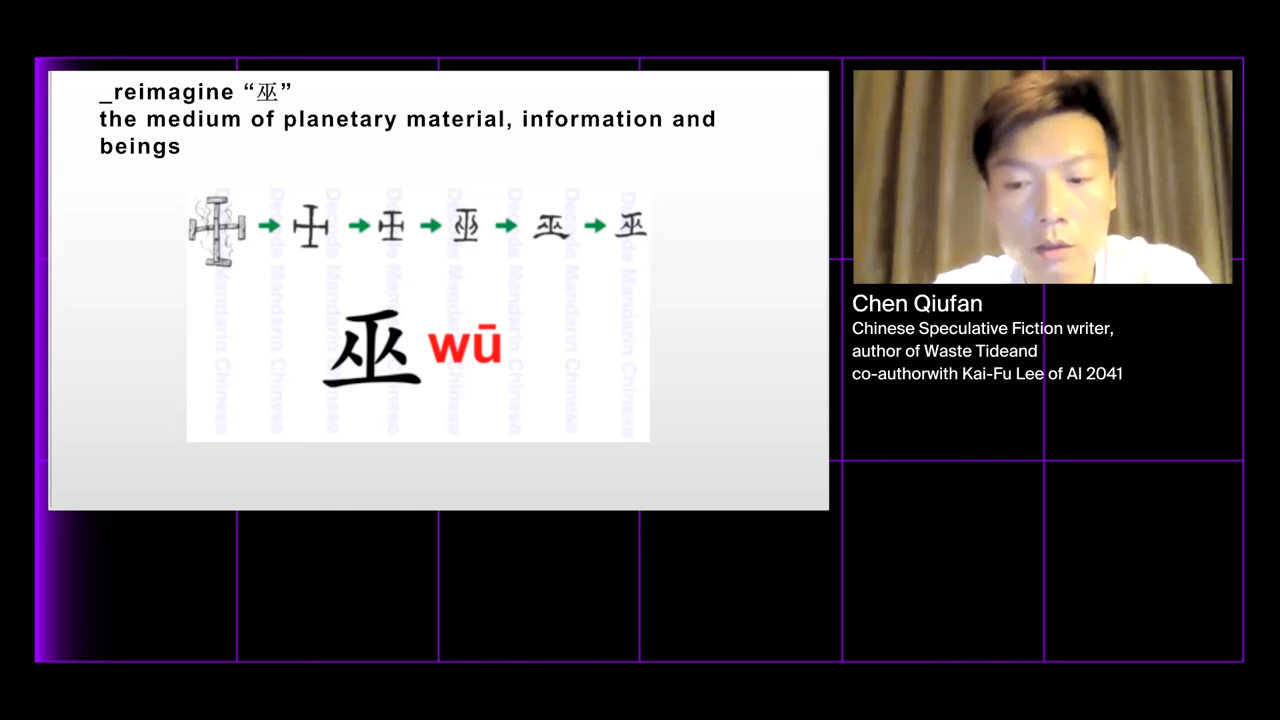 _reimagine “巫”
the medium of planetary material, information and
beings
巫 wū
Chen Qiufan
Chinese Speculative Fiction writer,
author of Waste Tideand
co-authorwith Kai-Fu Lee of AI 2041